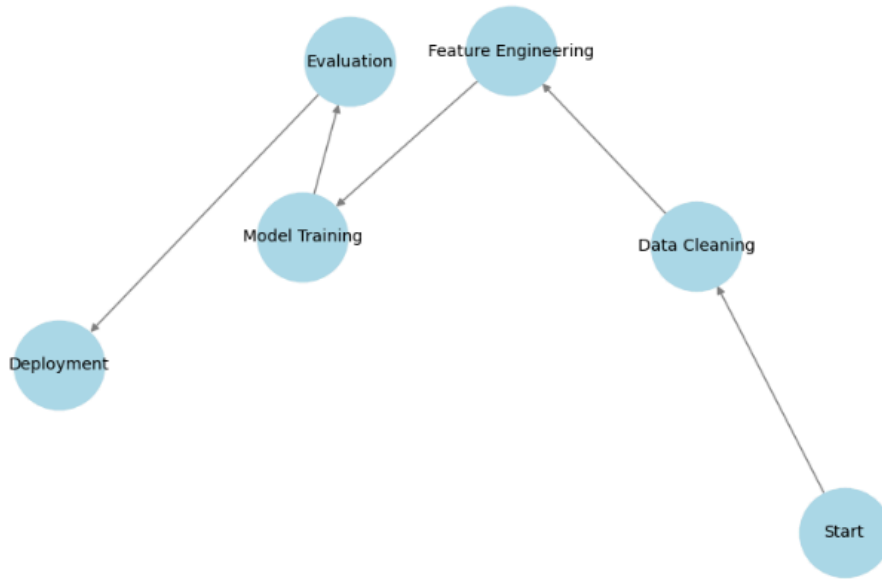 Evaluation
Feature Engineering
Model Training
Data Cleaning
Deployment
Start